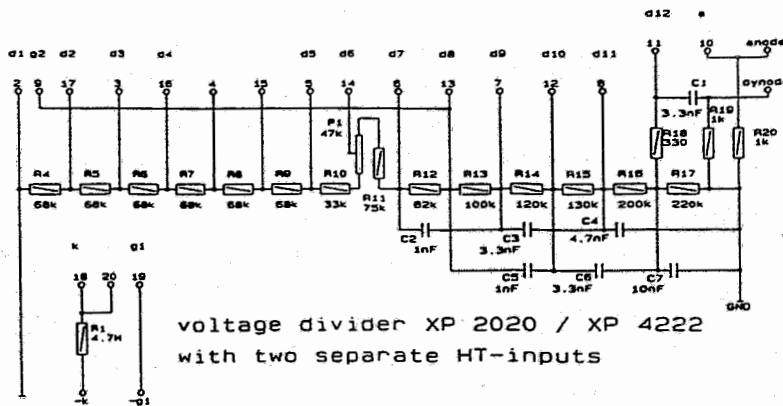 d12 a
d1 g2 d2 d3 d4 d5 d6 d7 d8 d9 d10 d11 11 10 anode
2 9 17 3 16 4 15 5 14 6 13 7 12 8 C1 dynode
P1 3.3nF R19
47k R18 1k R20
330 1k
R4 R5 R6 R7 R8 R9 R10 R12 R13 R14 R15 R16 R17
R11
68k 68k 68k 68k 68k 68k 33k 75k 82k 100k 120k 130k 200k 220k
C2 C3 C4
1nF 3.3nF 4.7nF
k g1 C5 C6 C7
18 20 19 1nF 3.3nF 10nF
GND
R1
4.7M
voltage divider XP 2020 / XP 4222
with two separate HT-inputs
-k -g1